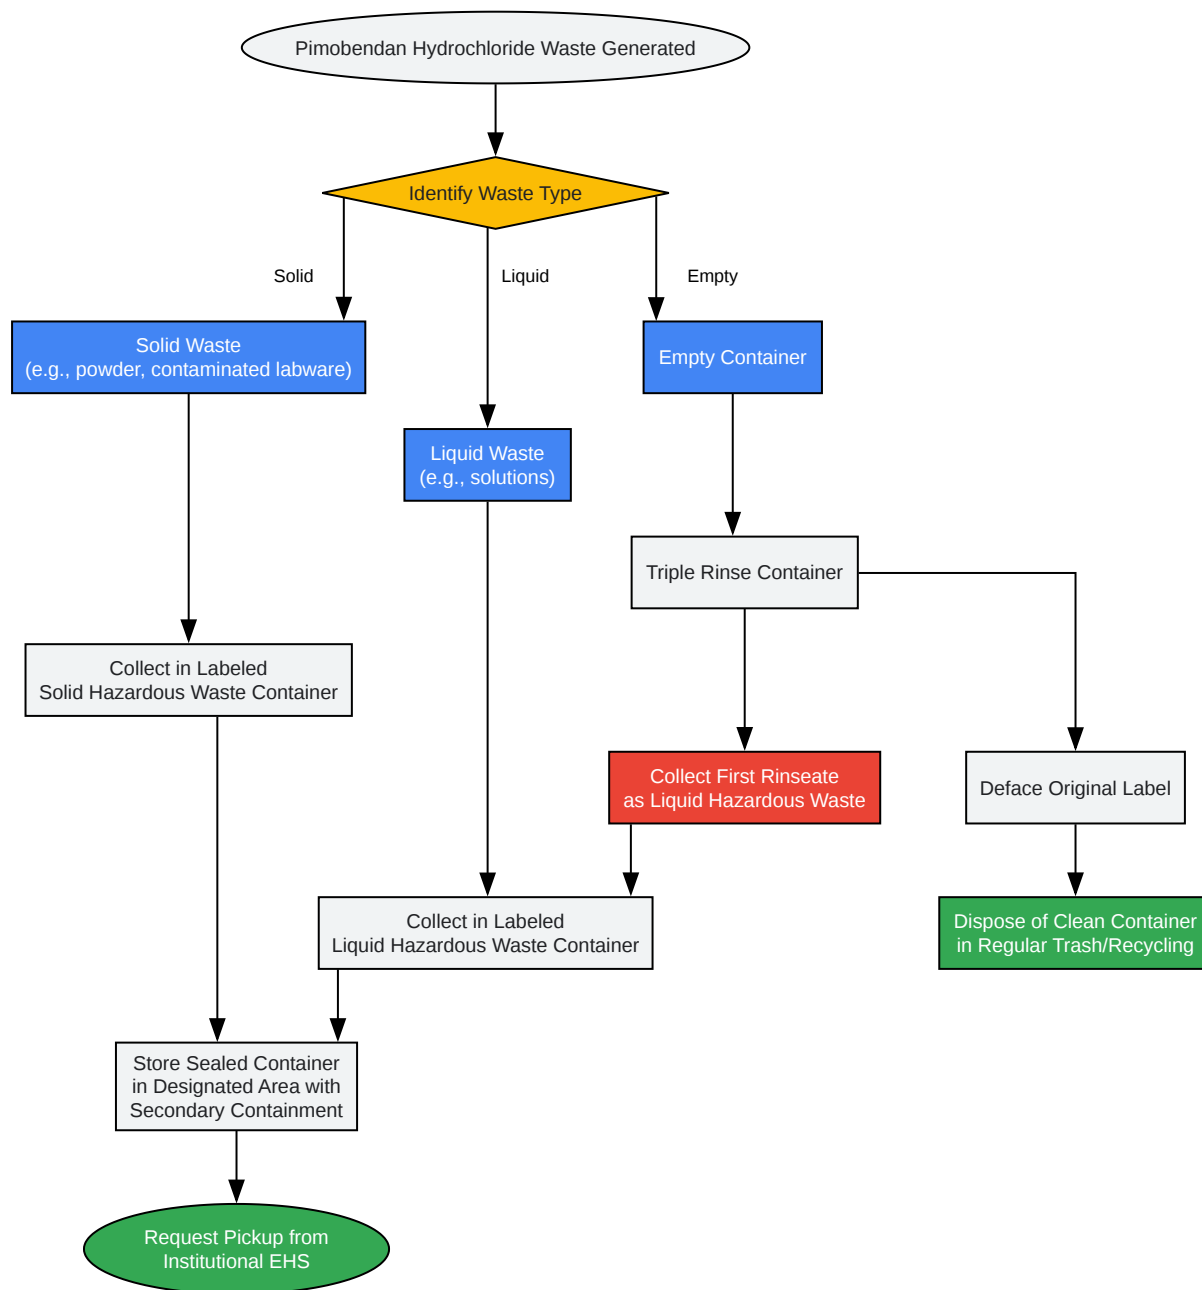 Pimobendan Hydrochloride Waste Generated
Identify Waste Type
Solid
Liquid
Empty
Solid Waste
(e.g., powder, contaminated labware)
Empty Container
Liquid Waste
(e.g., solutions)
Triple Rinse Container
Collect in Labeled
Solid Hazardous Waste Container
Collect First Rinseate
as Liquid Hazardous Waste
Deface Original Label
Collect in Labeled
Liquid Hazardous Waste Container
Dispose of Clean Container
in Regular Trash/Recycling
Store Sealed Container
in Designated Area with
Secondary Containment
Request Pickup from
Institutional EHS